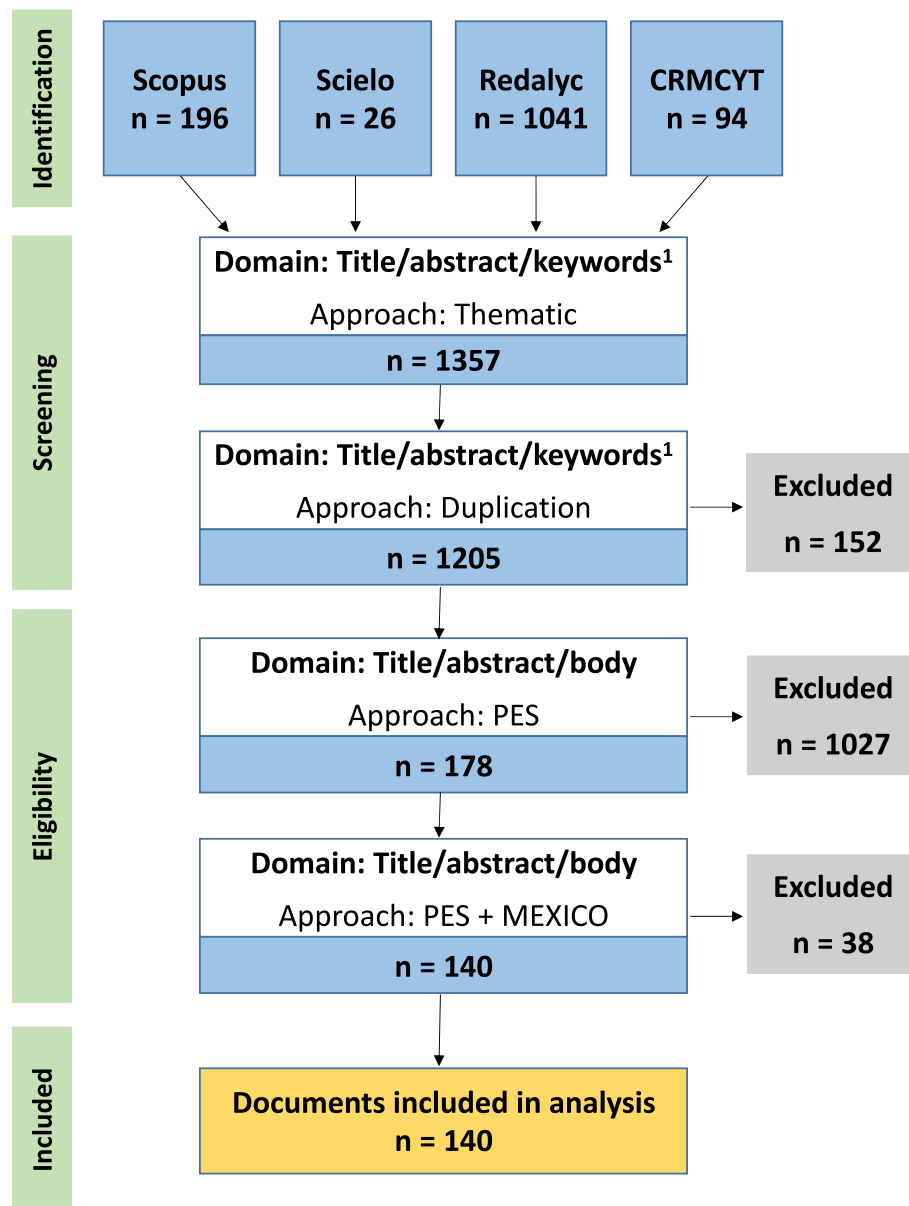 Identification
Scopus
n = 196
Scielo
n = 26
Redalyc
n = 1041
CRMCYT
n = 94
Screening
Domain: Title/abstract/keywords¹
Approach: Thematic
n = 1357
Domain: Title/abstract/keywords¹
Approach: Duplication
n = 1205
Excluded
n = 152
Eligibility
Domain: Title/abstract/body
Approach: PES
n = 178
Excluded
n = 1027
Domain: Title/abstract/body
Approach: PES + MEXICO
n = 140
Excluded
n = 38
Included
Documents included in analysis
n = 140